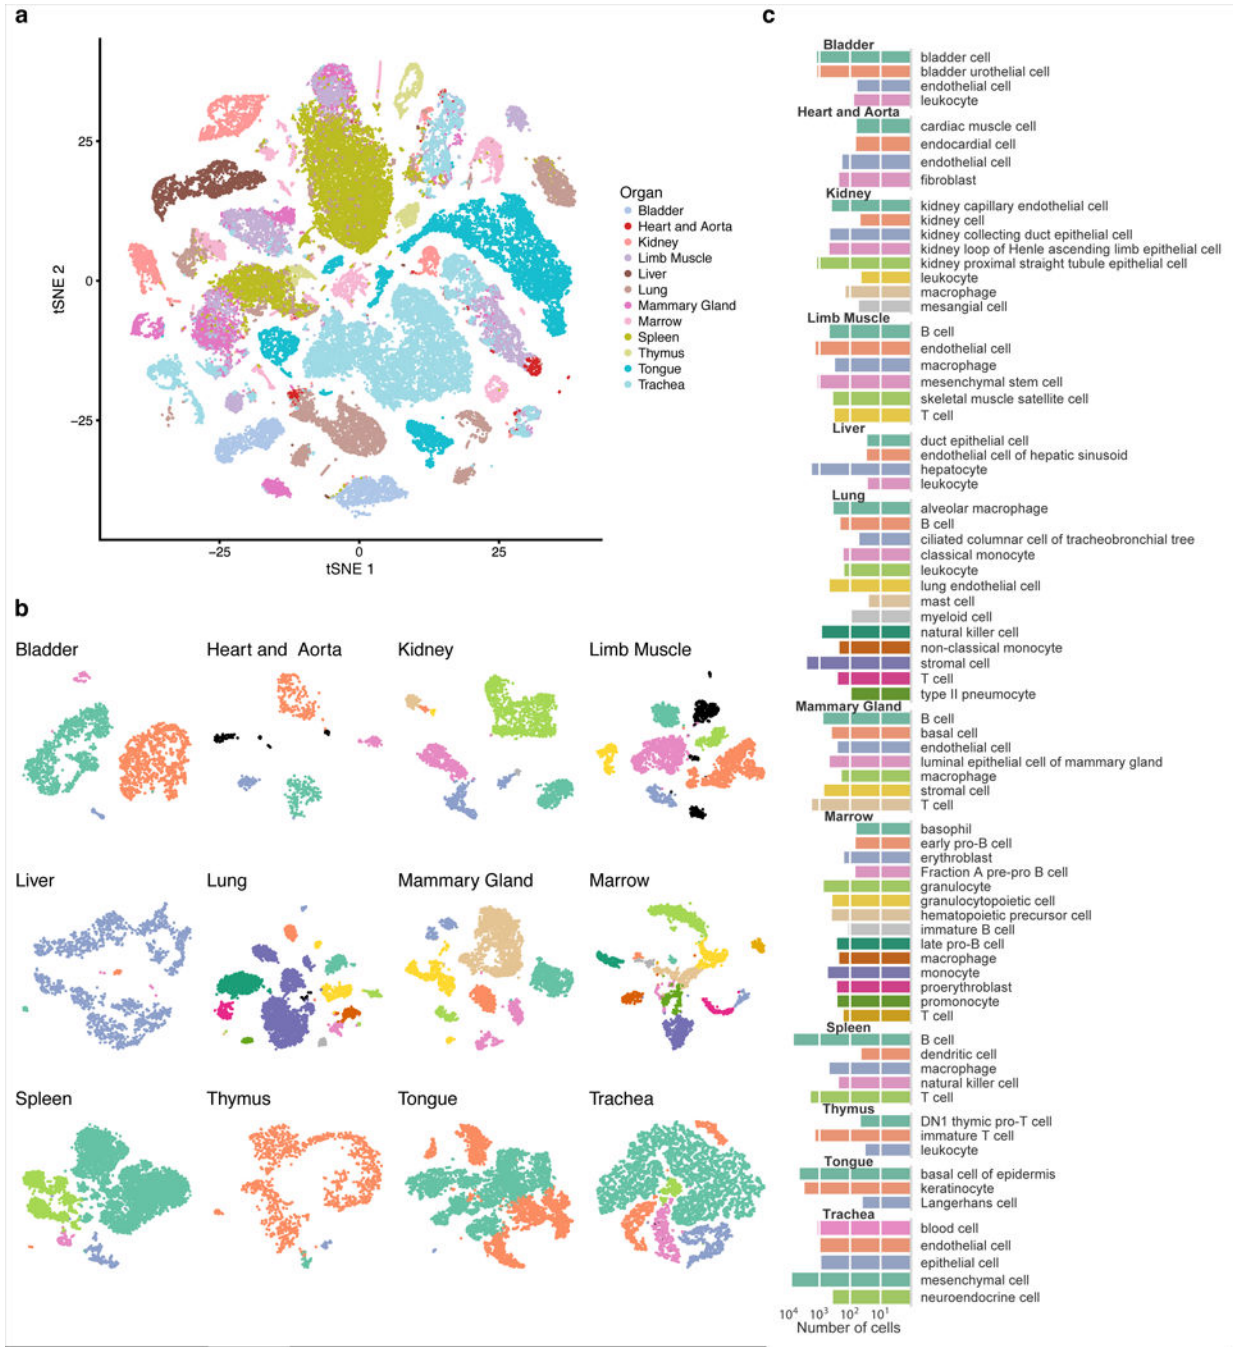 a
25
0
−25
tSNE 2
−25
0
25
tSNE 1
Organ
Bladder
Heart and Aorta
Kidney
Limb Muscle
Liver
Lung
Mammary Gland
Marrow
Spleen
Thymus
Tongue
Trachea
b
Bladder
Heart and Aorta
Kidney
Limb Muscle
Liver
Lung
Mammary Gland
Marrow
Spleen
Thymus
Tongue
Trachea
c
Bladder
bladder cell
bladder urothelial cell
endothelial cell
leukocyte
Heart and Aorta
cardiac muscle cell
endocardial cell
endothelial cell
fibroblast
Kidney
kidney capillary endothelial cell
kidney cell
kidney collecting duct epithelial cell
kidney loop of Henle ascending limb epithelial cell
kidney proximal straight tubule epithelial cell
leukocyte
macrophage
mesangial cell
Limb Muscle
B cell
endothelial cell
macrophage
mesenchymal stem cell
skeletal muscle satellite cell
T cell
Liver
duct epithelial cell
endothelial cell of hepatic sinusoid
hepatocyte
leukocyte
Lung
alveolar macrophage
B cell
ciliated columnar cell of tracheobronchial tree
classical monocyte
leukocyte
lung endothelial cell
mast cell
myeloid cell
natural killer cell
non-classical monocyte
stromal cell
T cell
type II pneumocyte
Mammary Gland
B cell
basal cell
endothelial cell
luminal epithelial cell of mammary gland
macrophage
stromal cell
T cell
Marrow
basophil
early pro-B cell
erythroblast
Fraction A pre-pro B cell
granulocyte
granulocytopoietic cell
hematopoietic precursor cell
immature B cell
late pro-B cell
macrophage
monocyte
proerythroblast
promonocyte
T cell
Spleen
B cell
dendritic cell
macrophage
natural killer cell
T cell
Thymus
DN1 thymic pro-T cell
immature T cell
leukocyte
Tongue
basal cell of epidermis
keratinocyte
Langerhans cell
Trachea
blood cell
endothelial cell
epithelial cell
mesenchymal cell
neuroendocrine cell
10⁴ 10³ 10² 10¹
Number of cells